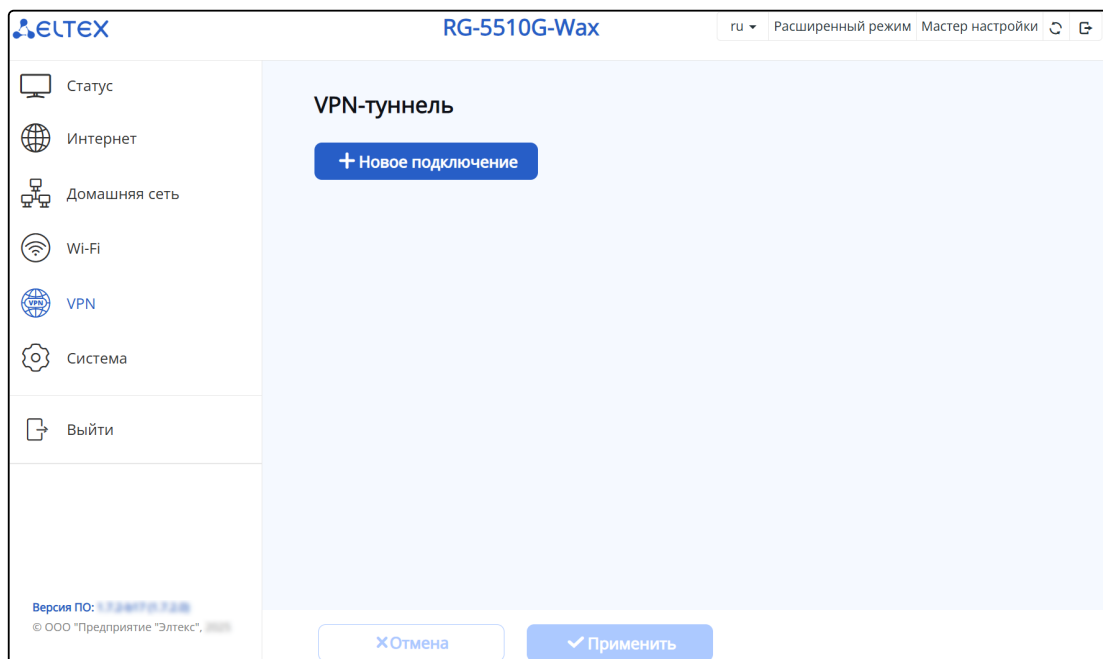 ELTEX
RG-5510G-Wax
ru
Расширенный режим
Мастер настройки
Статус
Интернет
Домашняя сеть
Wi-Fi
VPN
VPN
Система
Выйти
VPN-туннель
Новое подключение
Версия ПО:
© ООО "Предприятие "Элтекс",
Отмена
Применить